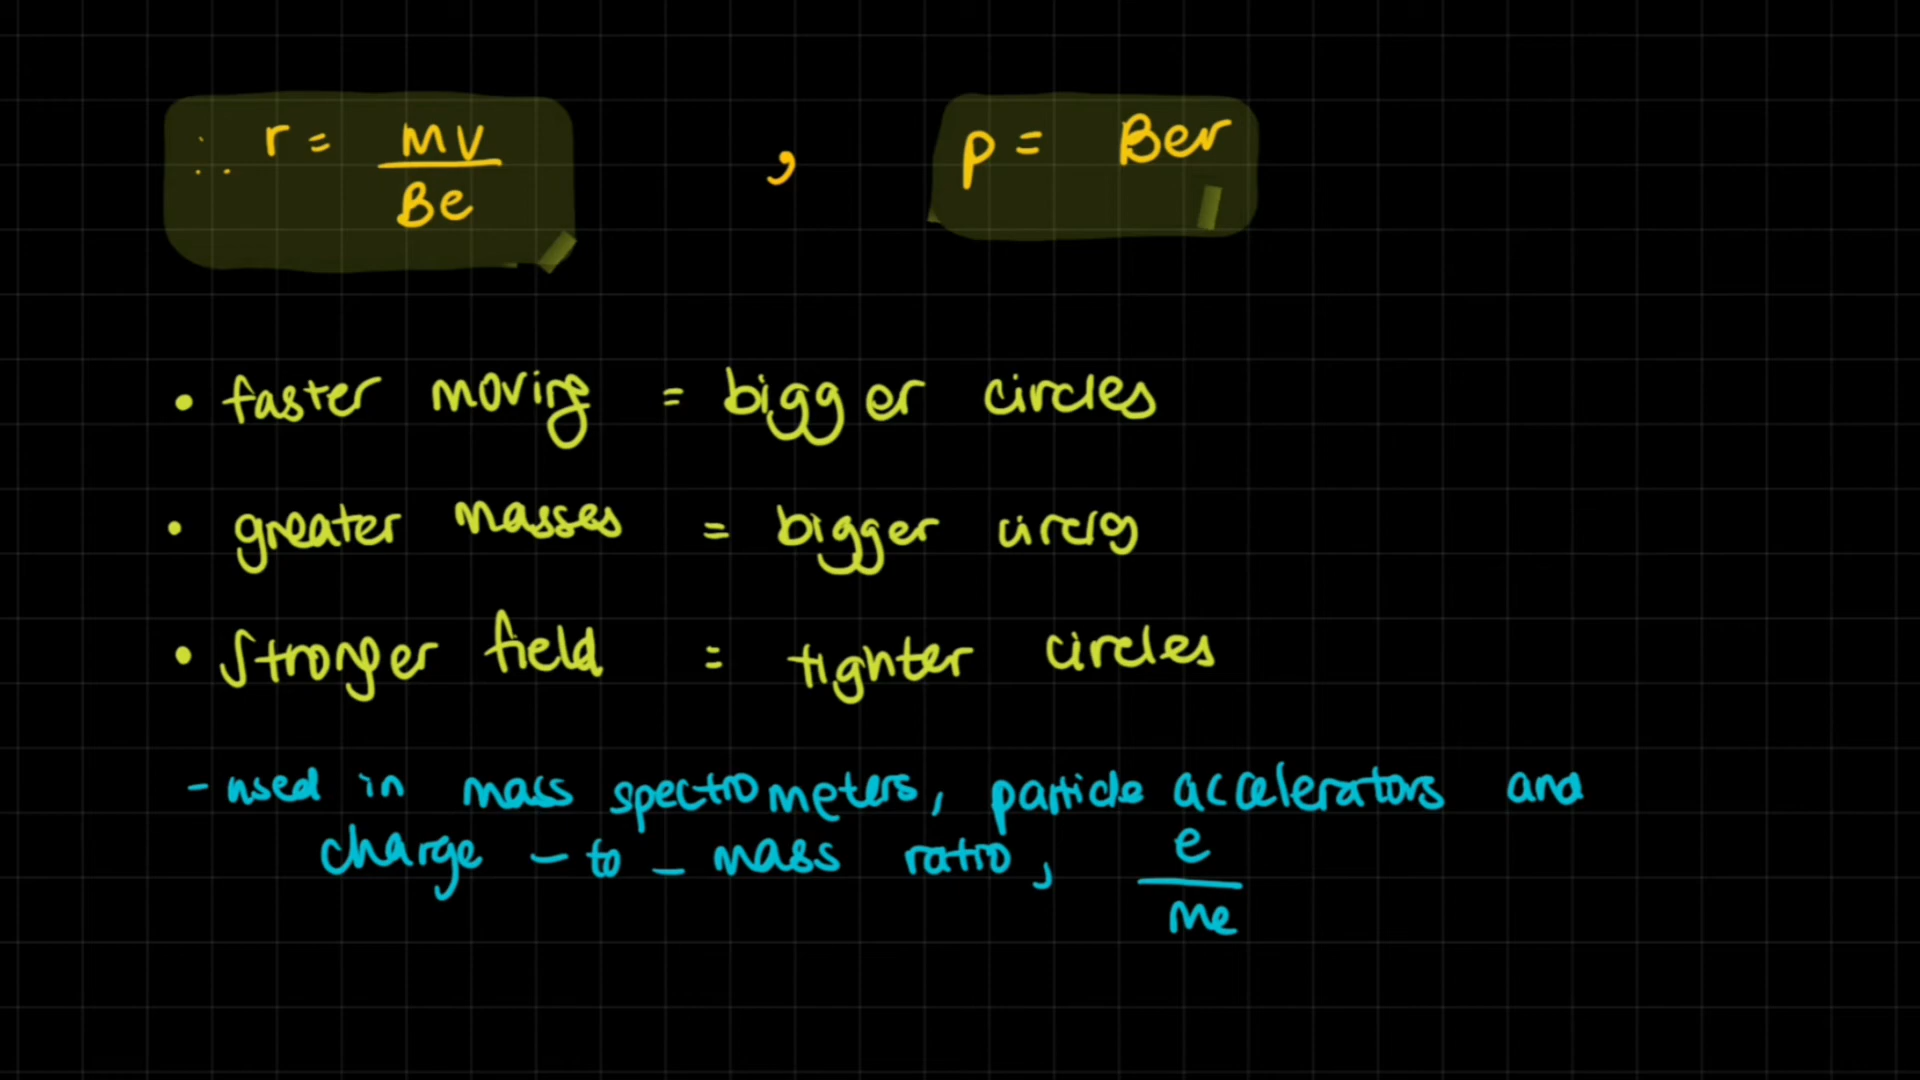 ∴ r = mv/Be , p = Ber
• faster moving = bigger circles
• greater masses = bigger circles
• stronger field = tighter circles
- used in mass spectrometers, particle accelerators and
charge - to - mass ratio, e/me